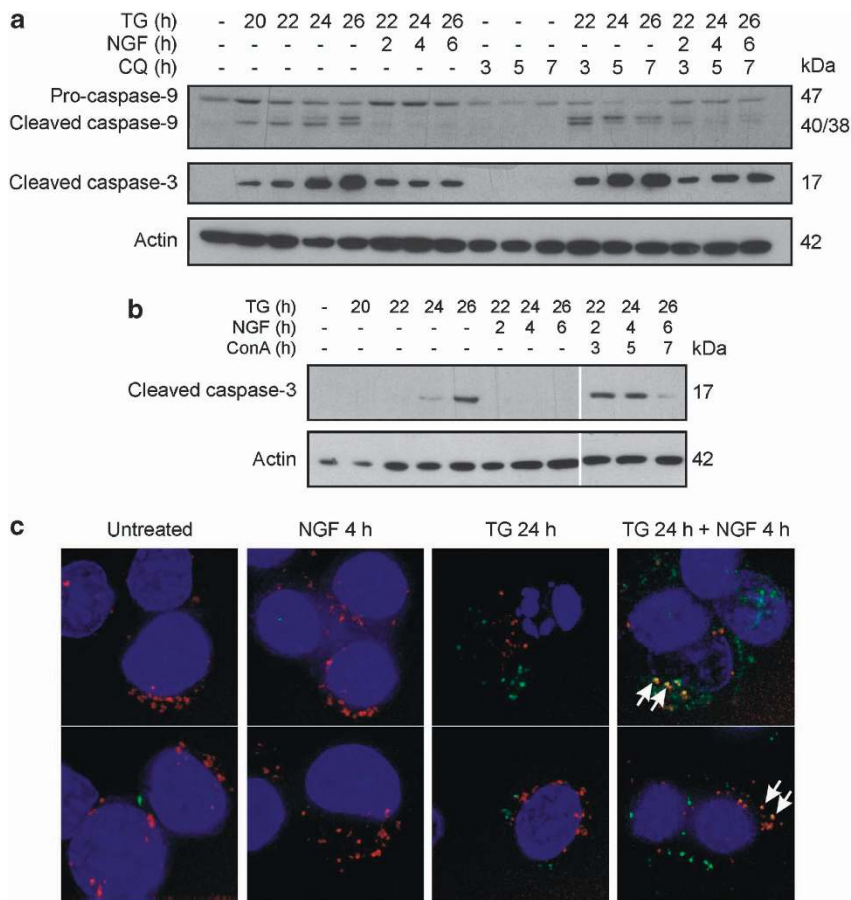 a
TG (h) - 20 22 24 26 22 24 26 - - - 22 24 26 22 24 26
NGF (h) - - - - - 2 4 6 - - - - - - 2 4 6
CQ (h) - - - - - - - - 3 5 7 3 5 7 3 5 7 kDa
Pro-caspase-9 47
Cleaved caspase-9 40/38
Cleaved caspase-3 17
Actin 42
b
TG (h) - 20 22 24 26 22 24 26 22 24 26
NGF (h) - - - - - 2 4 6 2 4 6
ConA (h) - - - - - - - - 3 5 7 kDa
Cleaved caspase-3 17
Actin 42
c
Untreated NGF 4 h TG 24 h TG 24 h + NGF 4 h